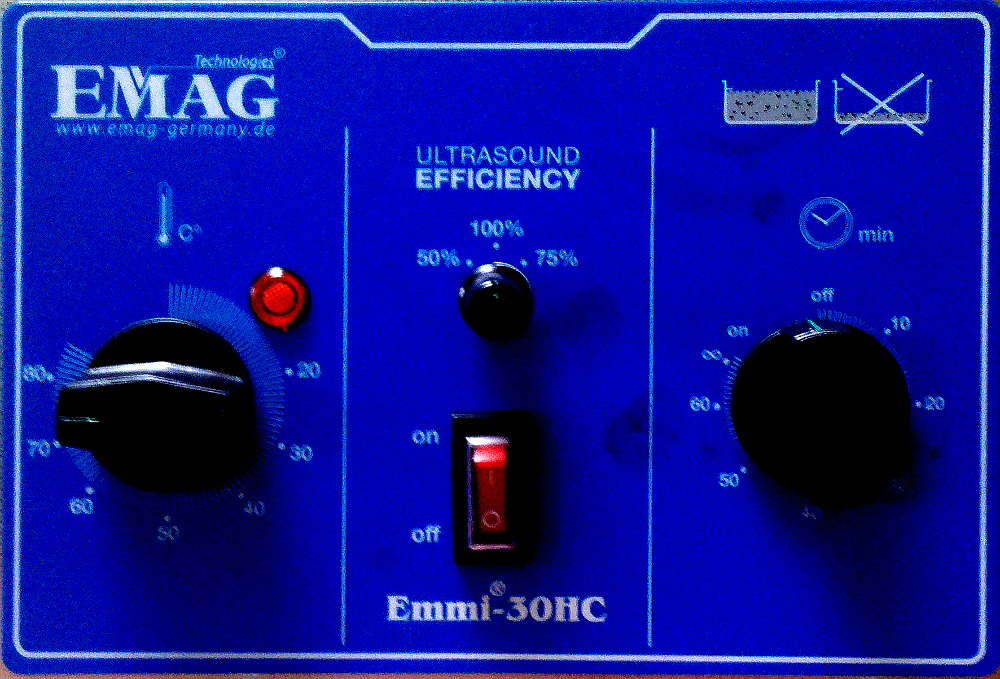 Technologies®
EMAG
www.emag-germany.de
C°
20
30
40
50
60
70
80
ULTRASOUND
EFFICIENCY
100%
50%
75%
on
off
Emmi®-30HC
min
off
on
10
20
50
60
∞